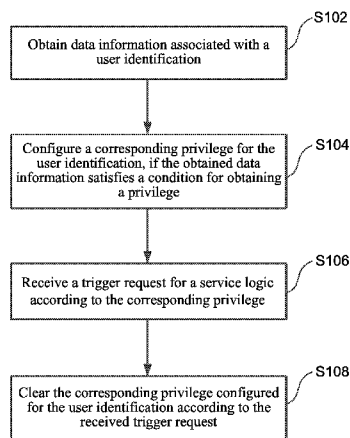 S102
Obtain data information associated with a
user identification
S104
Configure a corresponding privilege for the
user identification, if the obtained data
information satisfies a condition for obtaining
a privilege
S106
Receive a trigger request for a service logic
according to the corresponding privilege
S108
Clear the corresponding privilege configured
for the user identification according to the
received trigger request